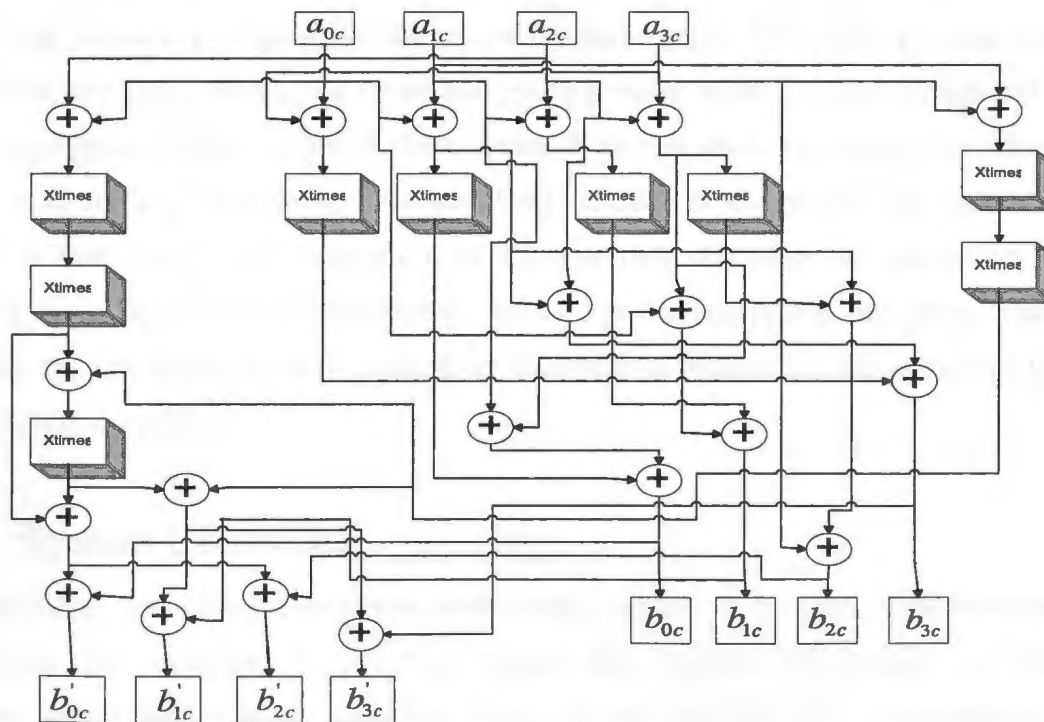 a₀c a₁c a₂c a₃c
+ + + + + +
Xtimes Xtimes Xtimes Xtimes Xtimes Xtimes
Xtimes Xtimes
+ + +
+ +
Xtimes + +
+ +
+ +
+ +
+ +
b₀c b₁c b₂c b₃c
b'₀c b'₁c b'₂c b'₃c